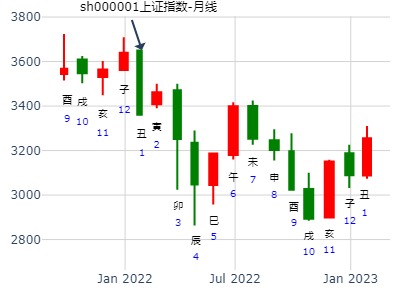 sh000001上证指数-月线
3800
3600
3400
3200
3000
2800
酉
9
戌
10
亥
11
子
12
丑
1
寅
2
卯
3
辰
4
巳
5
午
6
未
7
申
8
酉
9
戌
10
亥
11
子
12
丑
1
Jan 2022
Jul 2022
Jan 2023